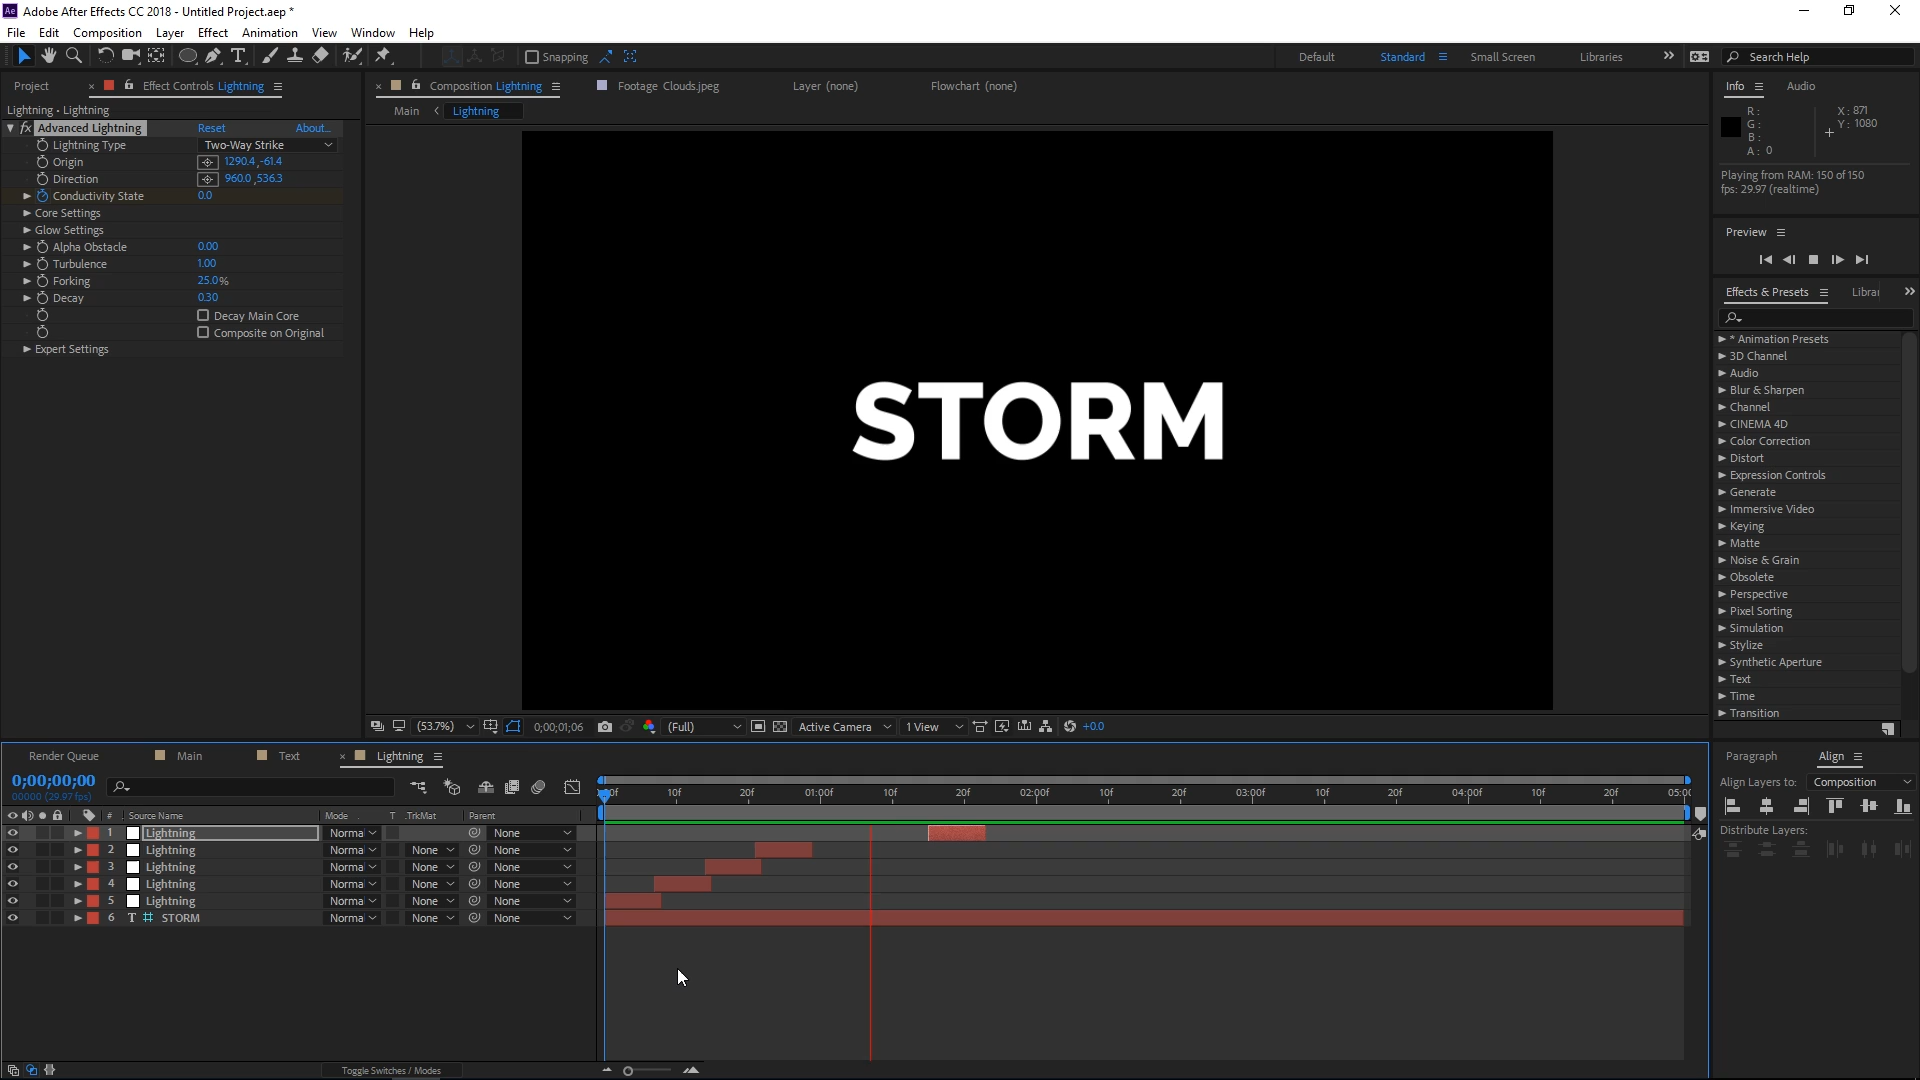 Ae Adobe After Effects CC 2018 - Untitled Project.aep *
File Edit Composition Layer Effect Animation View Window Help
Snapping Default Standard Small Screen Libraries Search Help
Project Effect Controls Lightning
Lightning • Lightning
fx Advanced Lightning Reset About...
Lightning Type Two-Way Strike
Origin 1290.4 ,-61.4
Direction 960.0 ,536.3
Conductivity State 0.0
Core Settings
Glow Settings
Alpha Obstacle 0.00
Turbulence 1.00
Forking 25.0%
Decay 0.30
Decay Main Core
Composite on Original
Expert Settings
Composition Lightning Footage Clouds.jpeg Layer (none) Flowchart (none)
Main Lightning
STORM
(53.7%) 0;00;01;06 (Full) Active Camera 1 View +0.0
Info Audio
R: X: 871
G: Y: 1080
B:
A: 0
Playing from RAM: 150 of 150
fps: 29.97 (realtime)
Preview
Effects & Presets Librar
* Animation Presets
3D Channel
Audio
Blur & Sharpen
Channel
CINEMA 4D
Color Correction
Distort
Expression Controls
Generate
Immersive Video
Keying
Matte
Noise & Grain
Obsolete
Perspective
Pixel Sorting
Simulation
Stylize
Synthetic Aperture
Text
Time
Transition
Render Queue Main Text Lightning
0;00;00;00
00000 (29.97 fps)
10f 20f 01:00f 10f 20f 02:00f 10f 20f 03:00f 10f 20f 04:00f 10f 20f 05:00
# Source Name Mode T .TrkMat Parent
1 Lightning Normal None
2 Lightning Normal None None
3 Lightning Normal None None
4 Lightning Normal None None
5 Lightning Normal None None
6 T STORM Normal None None
Toggle Switches / Modes
Paragraph Align
Align Layers to: Composition
Distribute Layers: